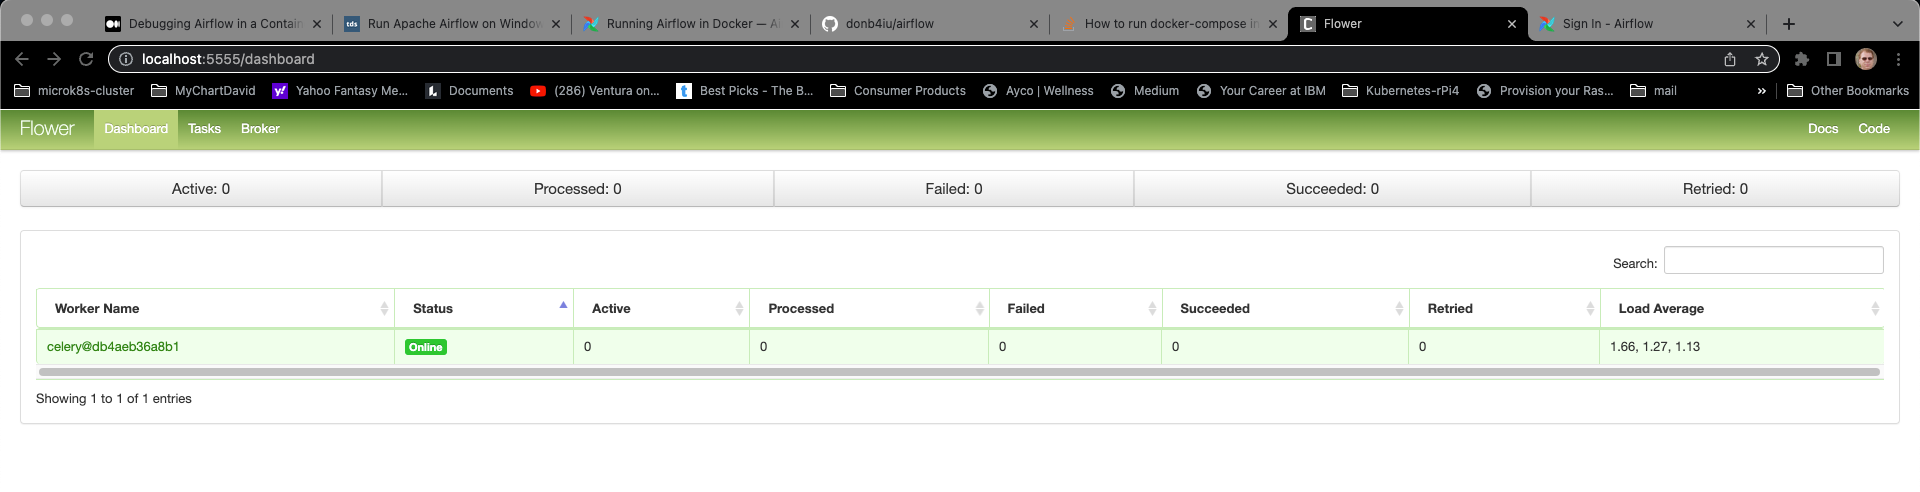 Debugging Airflow in a Contain
Run Apache Airflow on Window
Running Airflow in Docker — Ai
donb4iu/airflow
How to run docker-compose in
Flower
Sign In - Airflow
localhost:5555/dashboard
microk8s-cluster
MyChartDavid
Yahoo Fantasy Me...
Documents
(286) Ventura on...
Best Picks - The B...
Consumer Products
Ayco | Wellness
Medium
Your Career at IBM
Kubernetes-rPi4
Provision your Ras...
mail
»
Other Bookmarks
Flower
Dashboard
Tasks
Broker
Docs
Code
Active: 0
Processed: 0
Failed: 0
Succeeded: 0
Retried: 0
Search:
Worker Name
Status
Active
Processed
Failed
Succeeded
Retried
Load Average
celery@db4aeb36a8b1
Online
0
0
0
0
0
1.66, 1.27, 1.13
Showing 1 to 1 of 1 entries